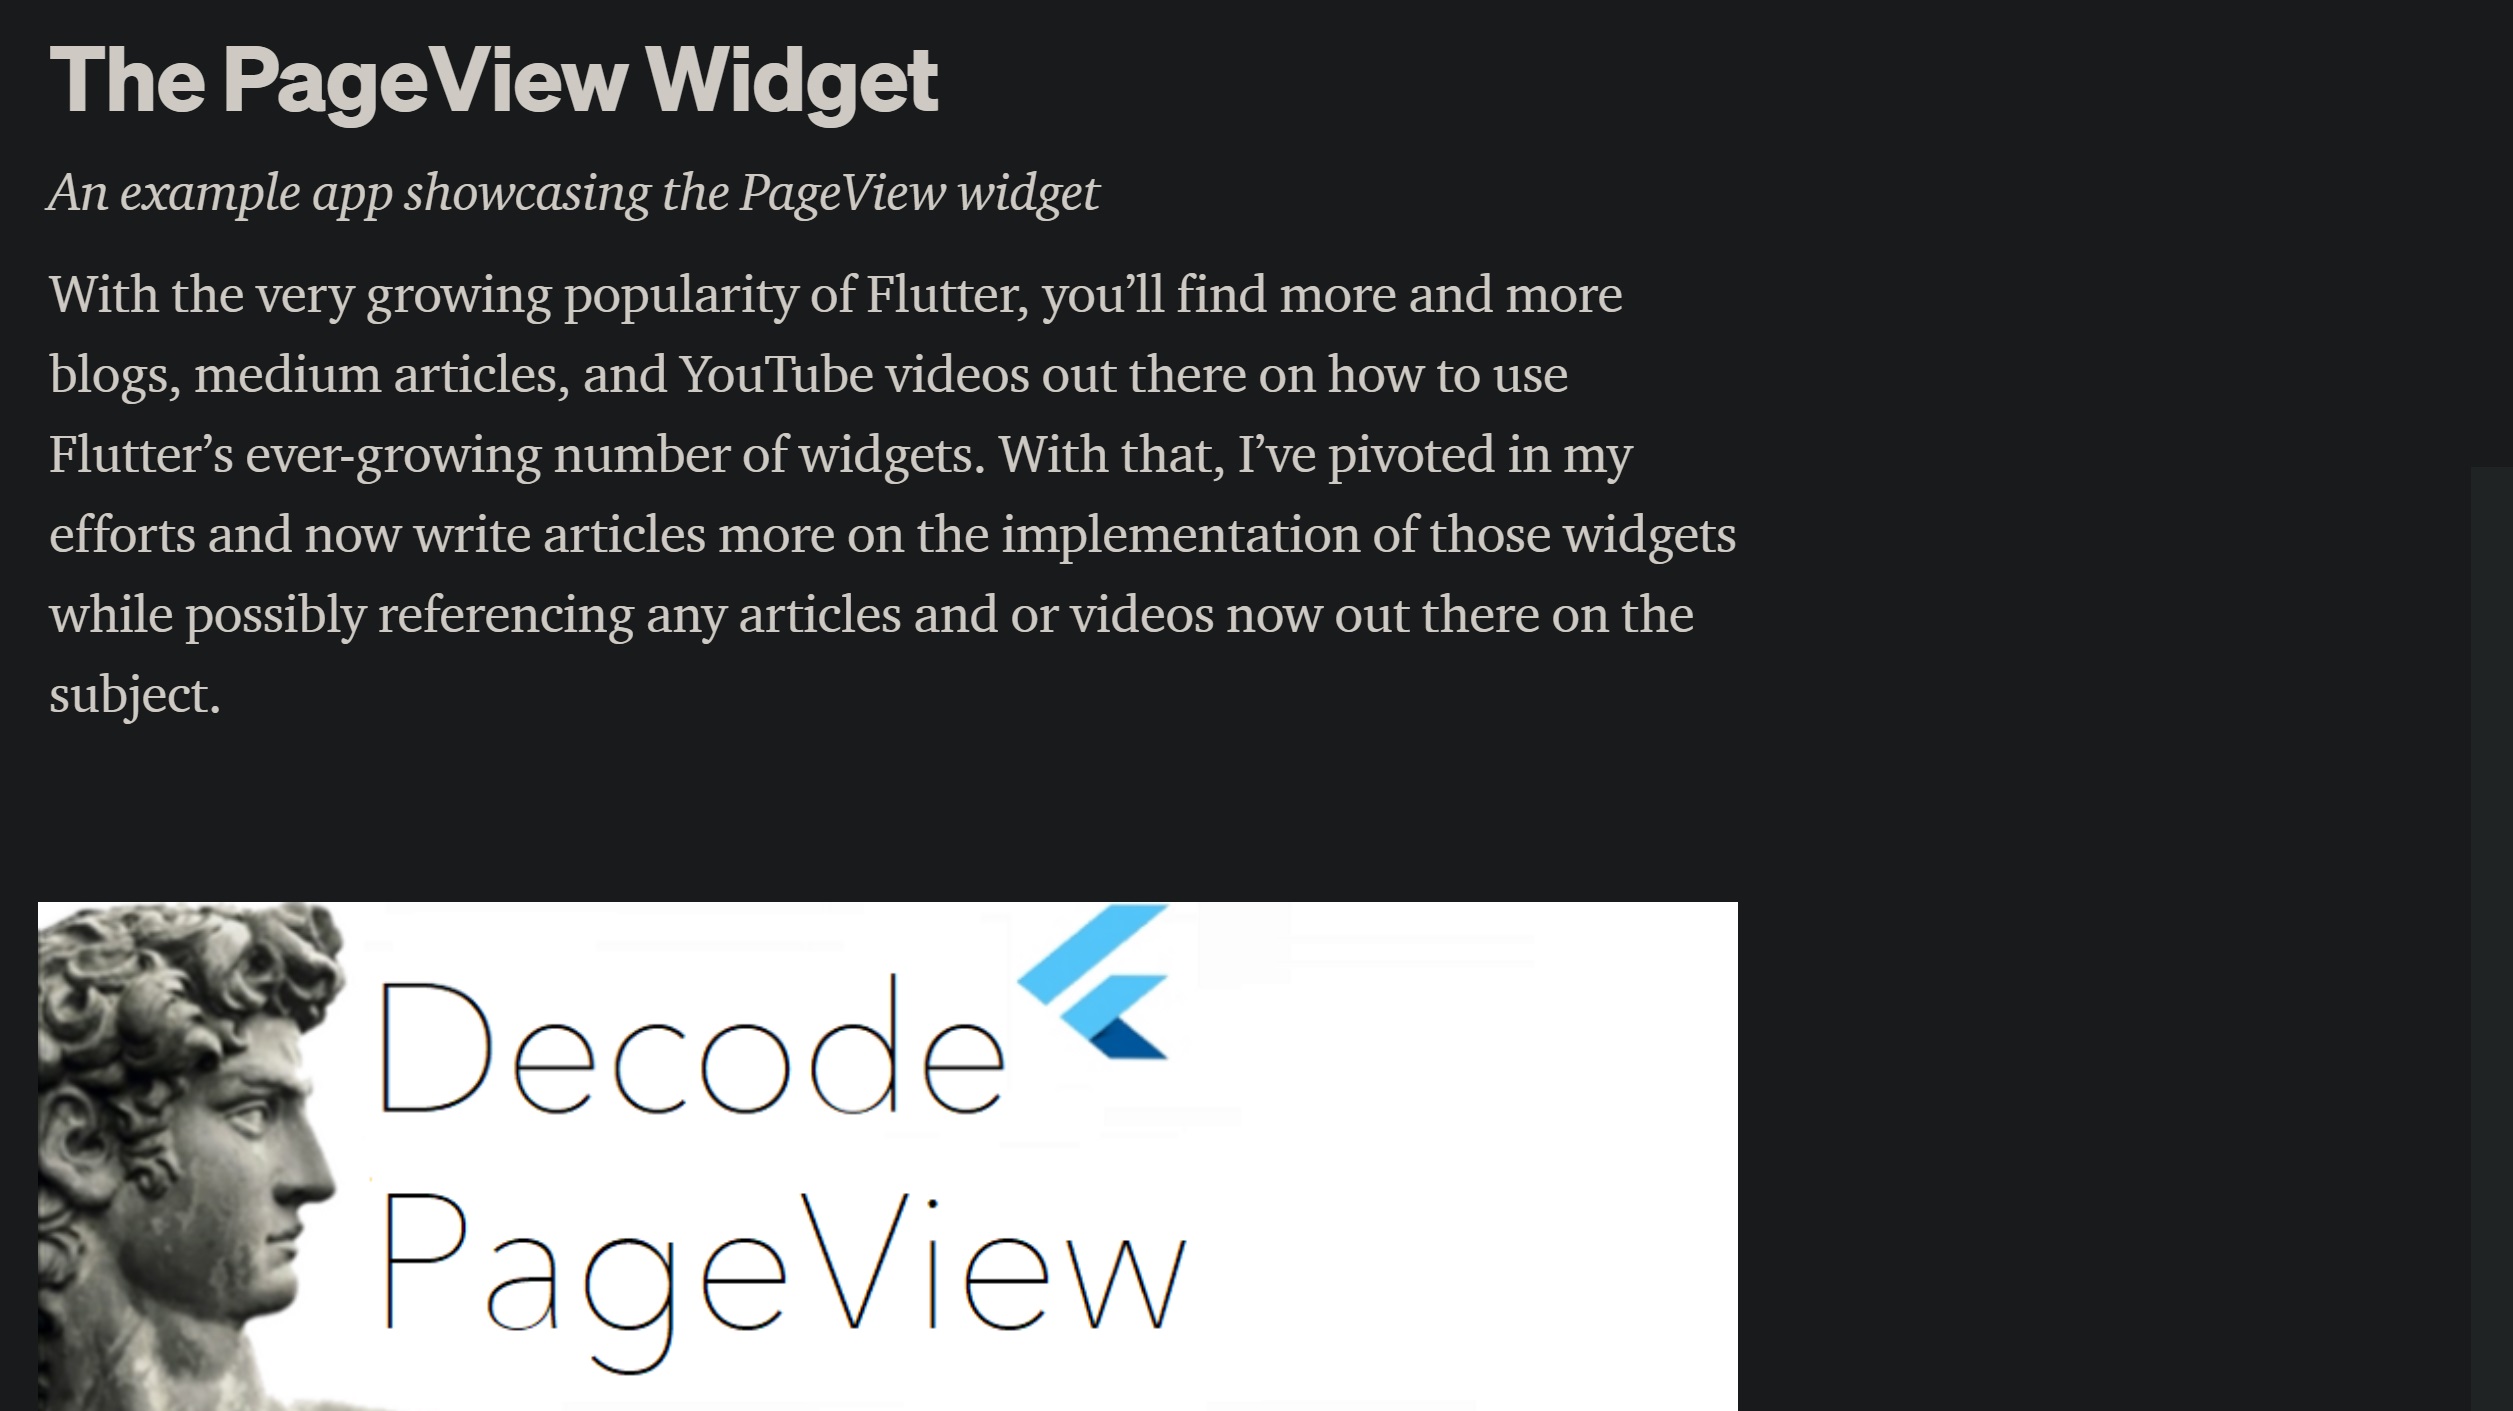 The PageView Widget
An example app showcasing the PageView widget
With the very growing popularity of Flutter, you’ll find more and more
blogs, medium articles, and YouTube videos out there on how to use
Flutter’s ever-growing number of widgets. With that, I’ve pivoted in my
efforts and now write articles more on the implementation of those widgets
while possibly referencing any articles and or videos now out there on the
subject.
Decode
PageView